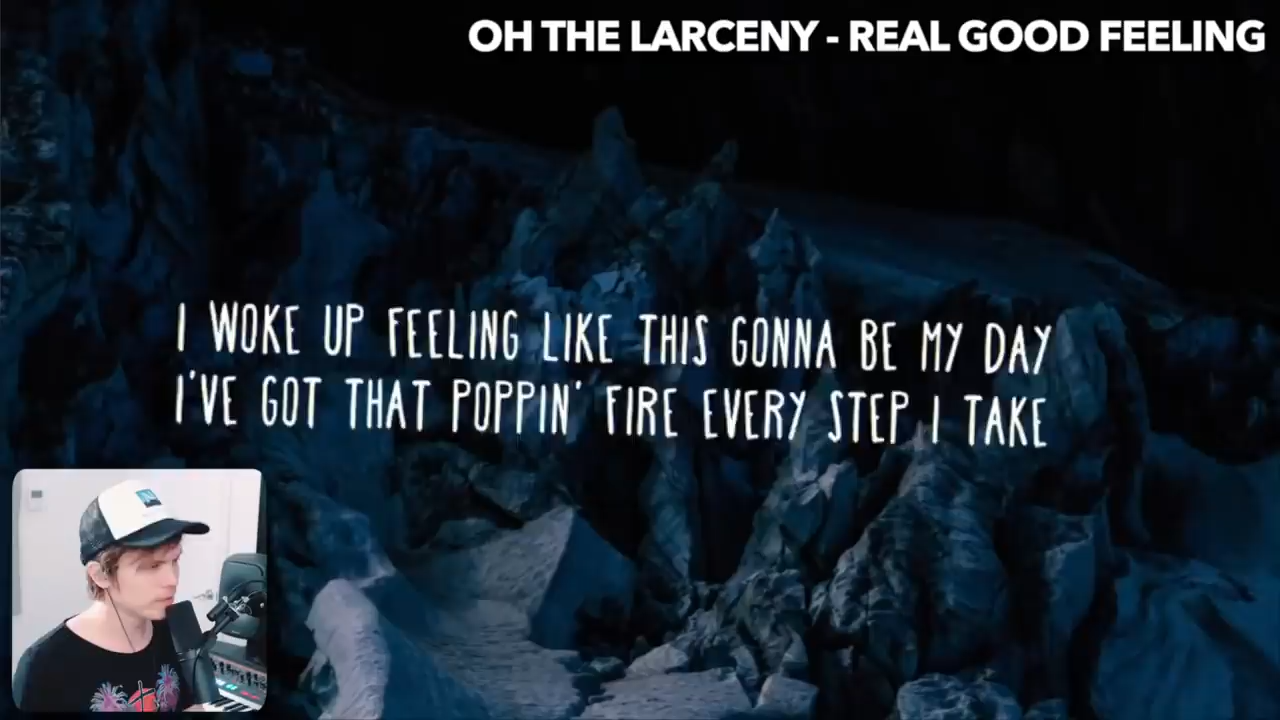 OH THE LARCENY - REAL GOOD FEELING
I WOKE UP FEELING LIKE THIS GONNA BE MY DAY
I'VE GOT THAT POPPIN' FIRE EVERY STEP I TAKE